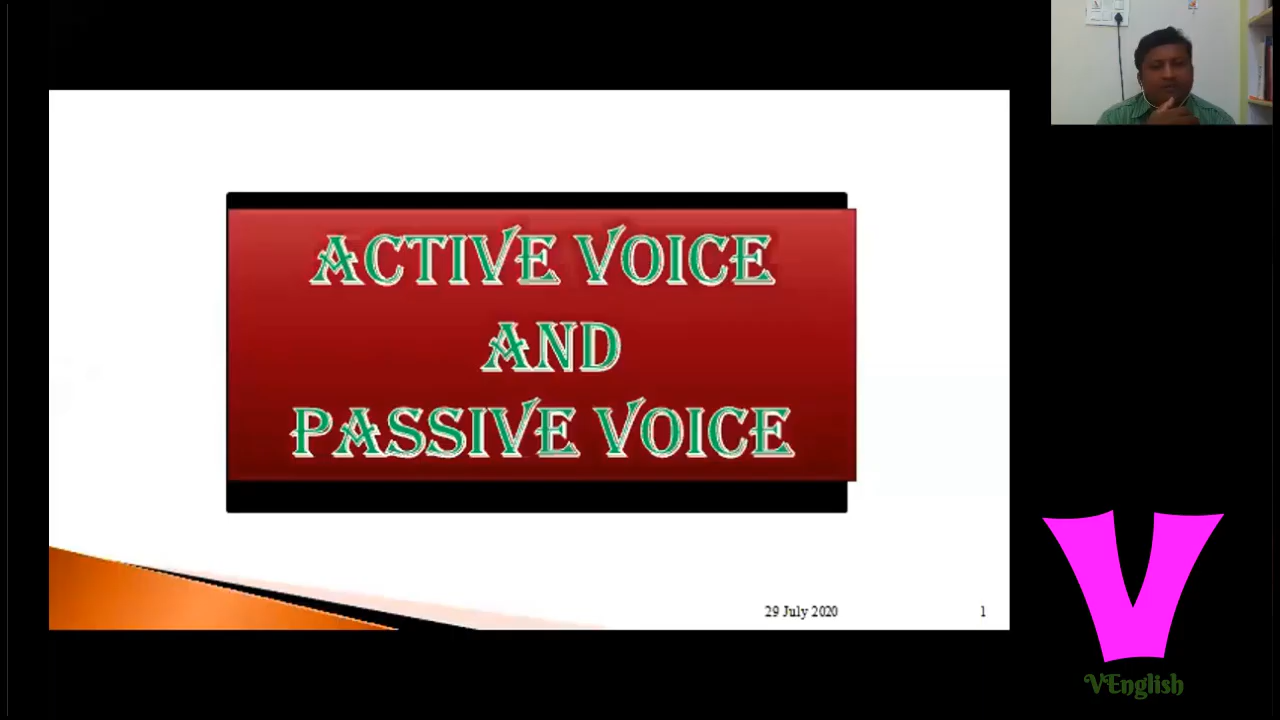 ACTIVE VOICE
AND
PASSIVE VOICE
29 July 2020
1
V
VEnglish